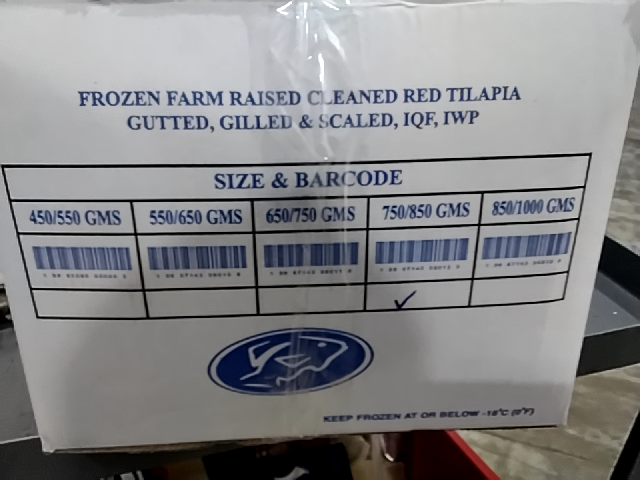 FROZEN FARM RAISED CLEANED RED TILAPIA
GUTTED, GILLED & SCALED, IQF, IWP
SIZE & BARCODE
450/550 GMS 550/650 GMS 650/750 GMS 750/850 GMS 850/1000 GMS
KEEP FROZEN AT OR BELOW -18°C (0°F)